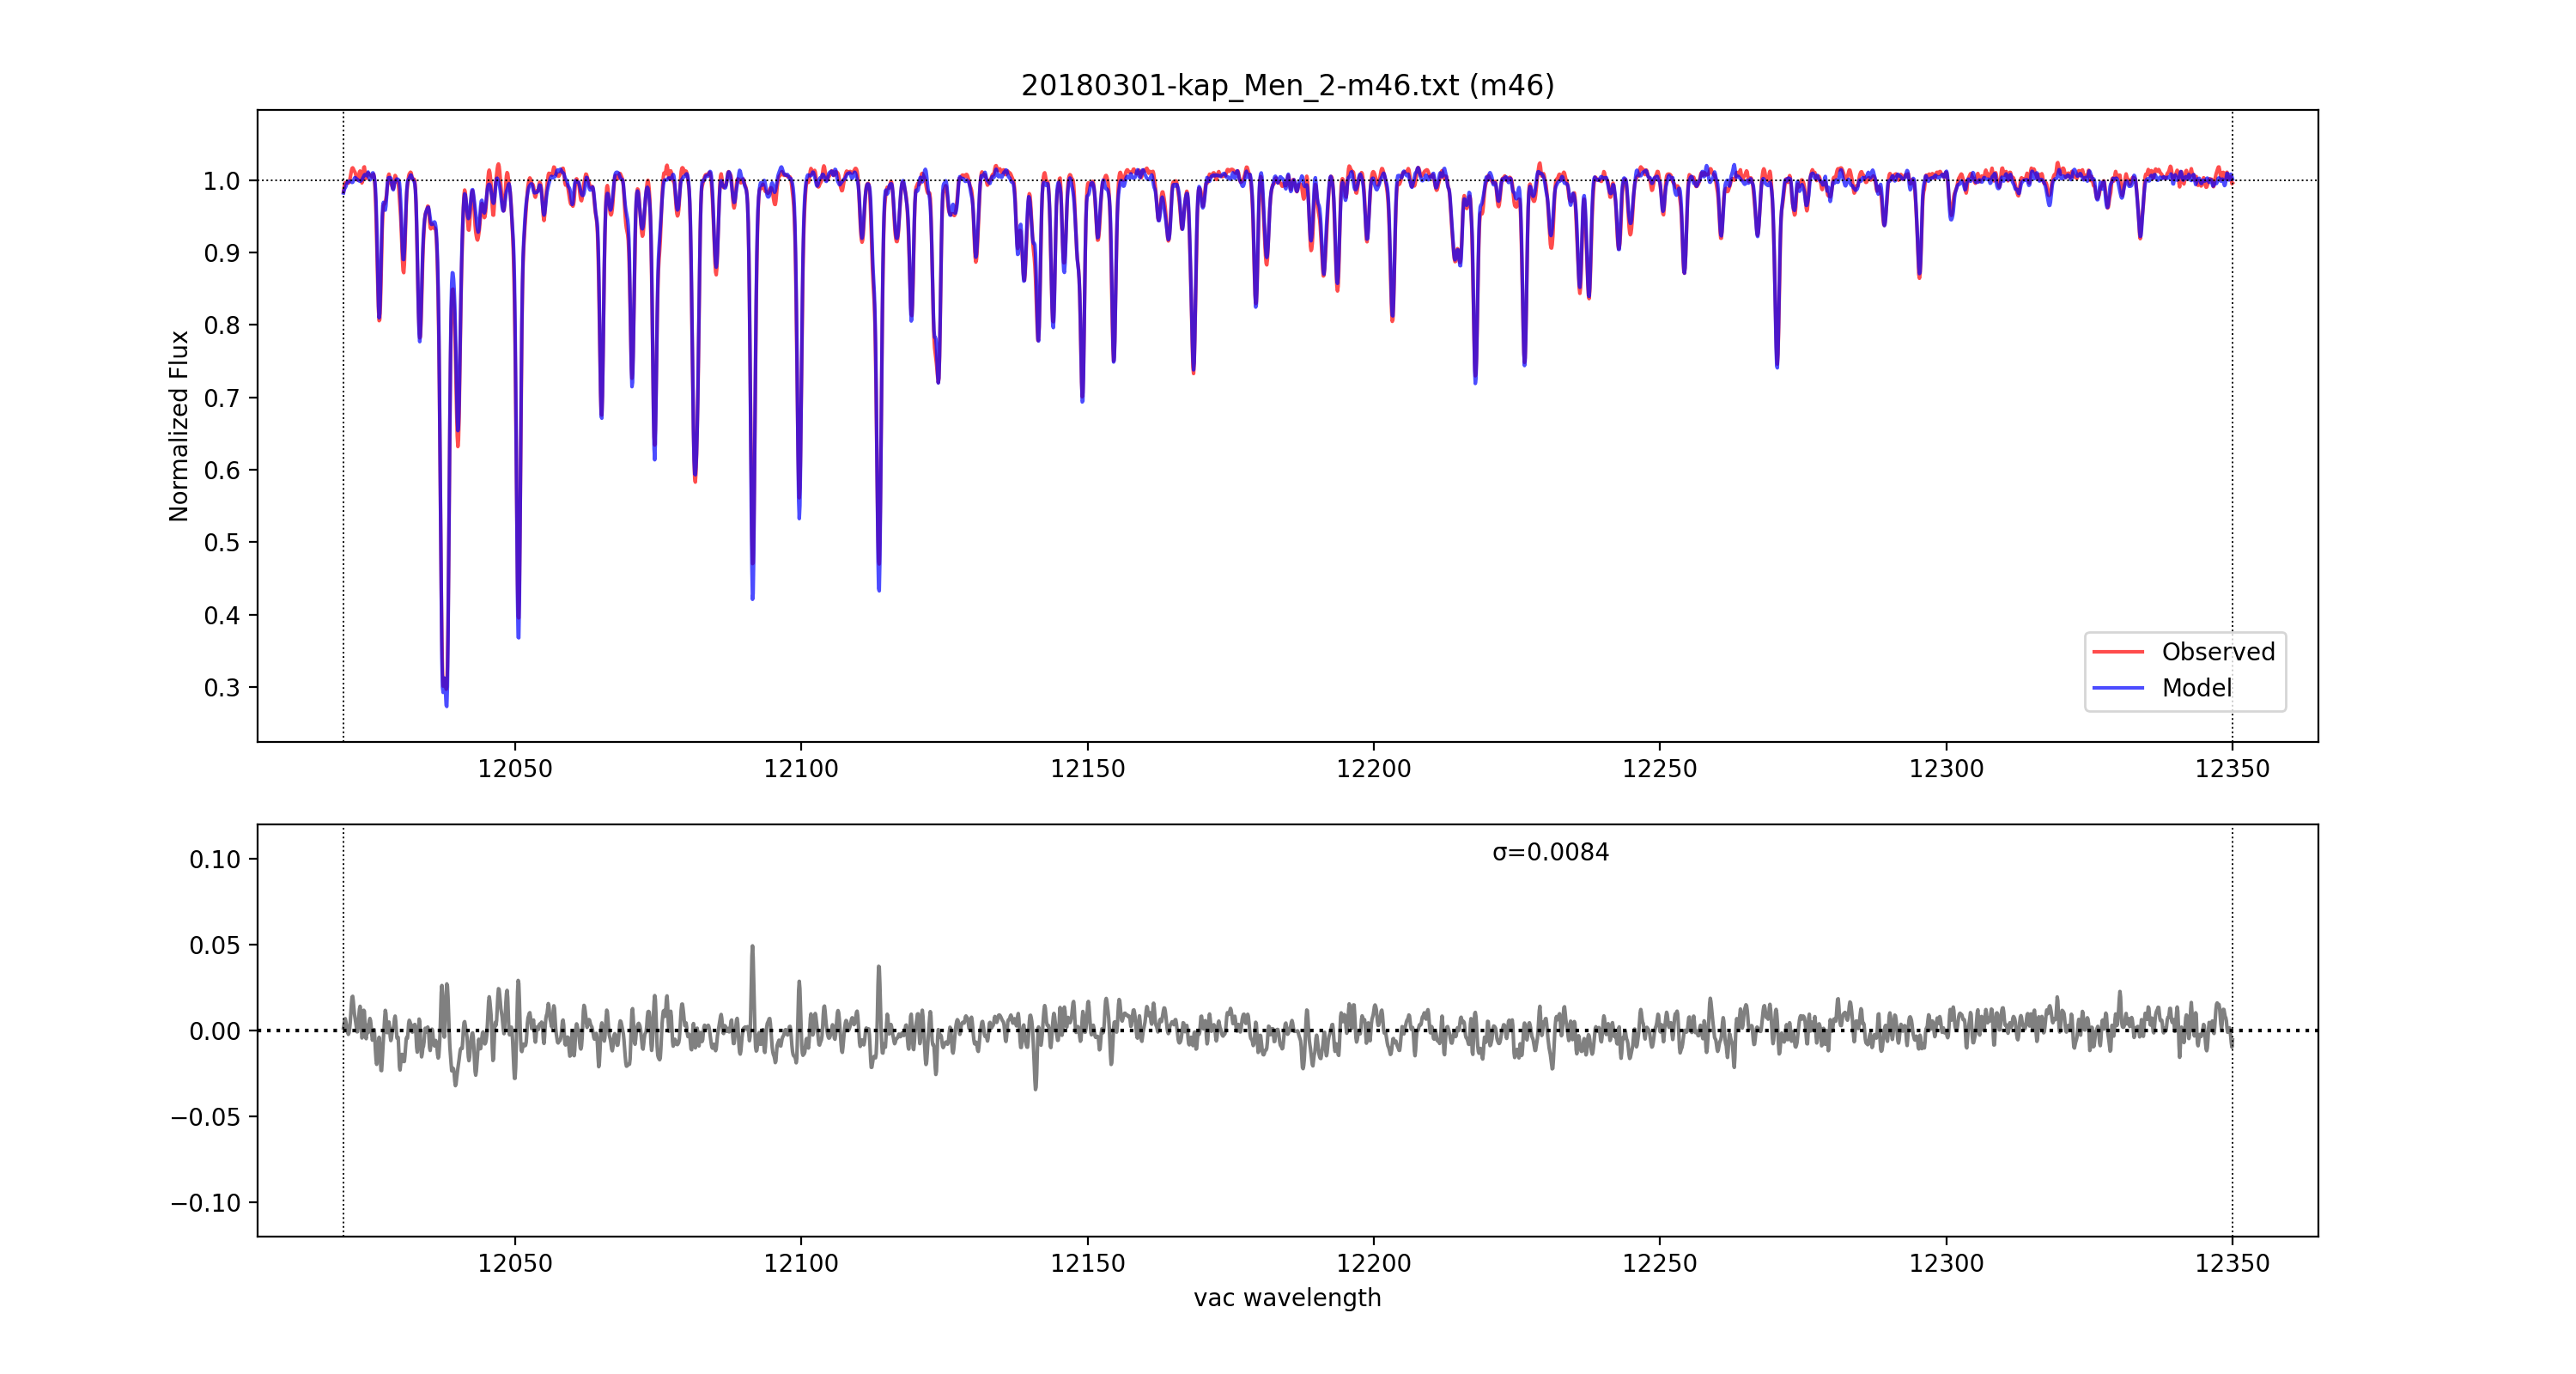 20180301-kap_Men_2-m46.txt (m46)
Normalized Flux
1.0
0.9
0.8
0.7
0.6
0.5
0.4
0.3
Observed
Model
12050 12100 12150 12200 12250 12300 12350
σ=0.0084
0.10
0.05
0.00
−0.05
−0.10
12050 12100 12150 12200 12250 12300 12350
vac wavelength